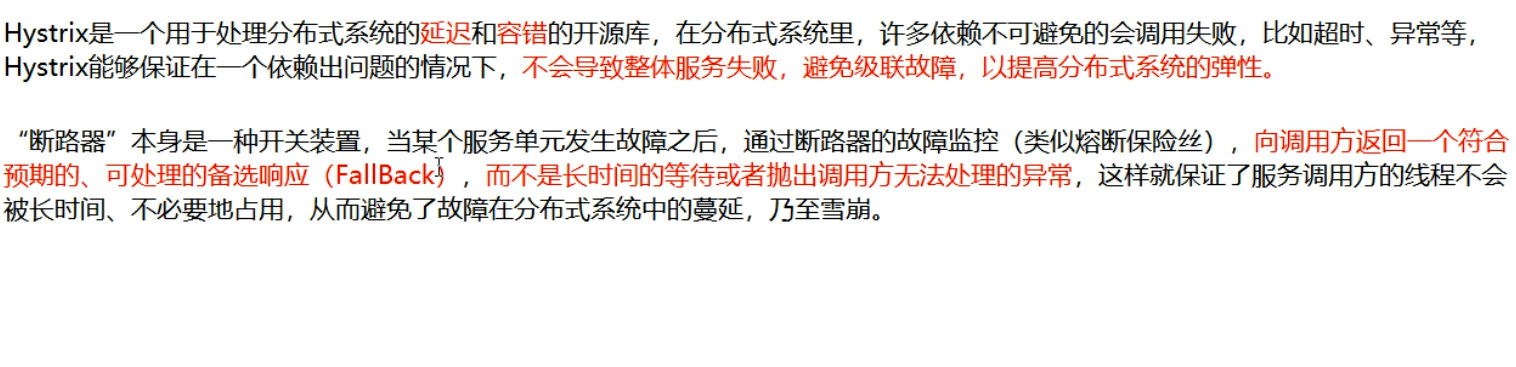 Hystrix是一个用于处理分布式系统的延迟和容错的开源库，在分布式系统里，许多依赖不可避免的会调用失败，比如超时、异常等，
Hystrix能够保证在一个依赖出问题的情况下，不会导致整体服务失败，避免级联故障，以提高分布式系统的弹性。
“断路器”本身是一种开关装置，当某个服务单元发生故障之后，通过断路器的故障监控（类似熔断保险丝），向调用方返回一个符合
预期的、可处理的备选响应（FallBack），而不是长时间的等待或者抛出调用方无法处理的异常，这样就保证了服务调用方的线程不会
被长时间、不必要地占用，从而避免了故障在分布式系统中的蔓延，乃至雪崩。